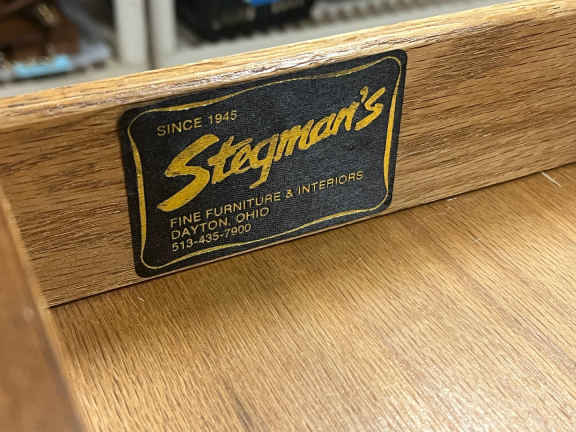 SINCE 1945
Stegman's
FINE FURNITURE & INTERIORS
DAYTON, OHIO
513-435-7900